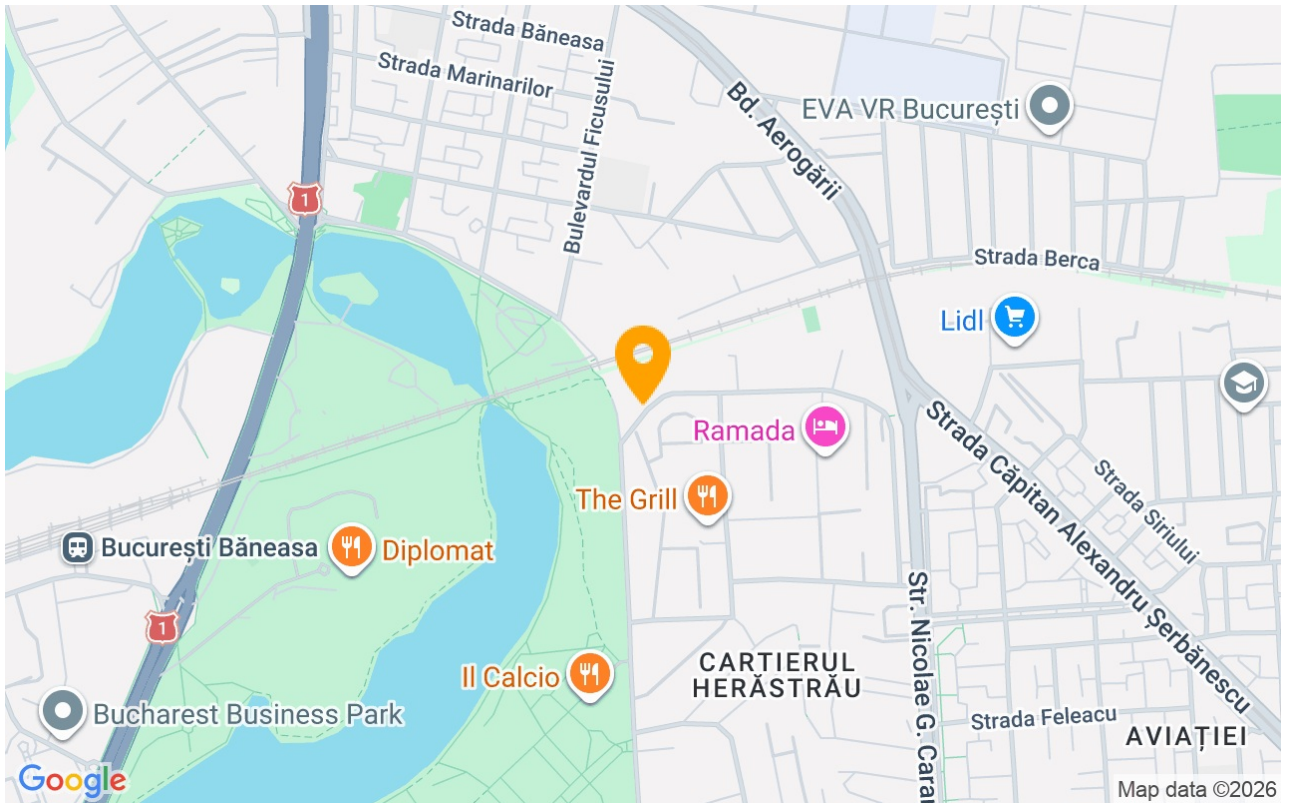 Strada Băneasa
Strada Marinarilor
Bulevardul Ficusului
Bd. Aerogării
EVA VR București
1
Strada Berca
Lidl
Ramada
The Grill
Strada Căpitan Alexandru Șerbănescu
Strada Siriului
București Băneasa
Diplomat
1
Str. Nicolae G. Caram
Il Calcio
CARTIERUL
HERĂSTRĂU
Bucharest Business Park
Strada Feleacu
AVIAȚIEI
Google
Map data ©2026